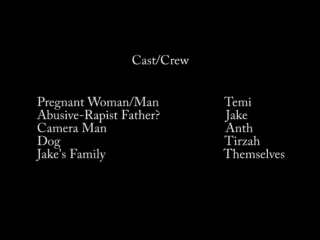 Cast/Crew
Pregnant Woman/Man Temi
Abusive-Rapist Father? Jake
Camera Man Anth
Dog Tirzah
Jake's Family Themselves